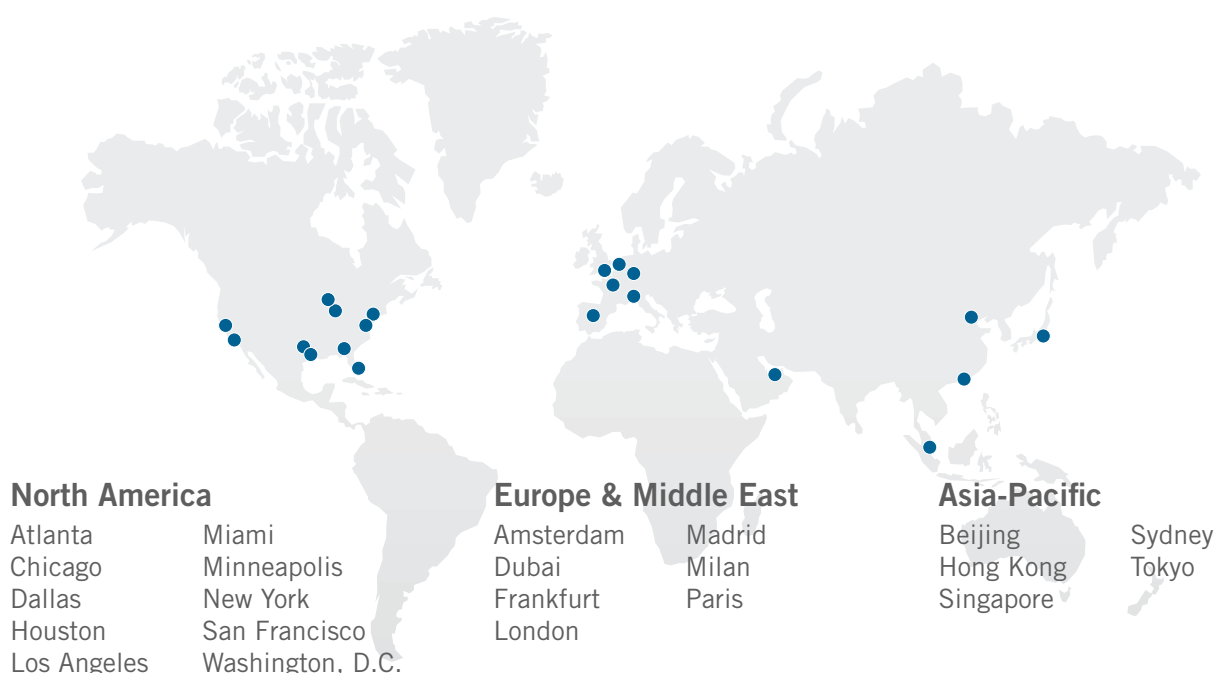 North America
Atlanta
Chicago
Dallas
Houston
Los Angeles
Miami
Minneapolis
New York
San Francisco
Washington, D.C.
Europe & Middle East
Amsterdam
Dubai
Frankfurt
London
Madrid
Milan
Paris
Asia-Pacific
Beijing
Hong Kong
Singapore
Sydney
Tokyo